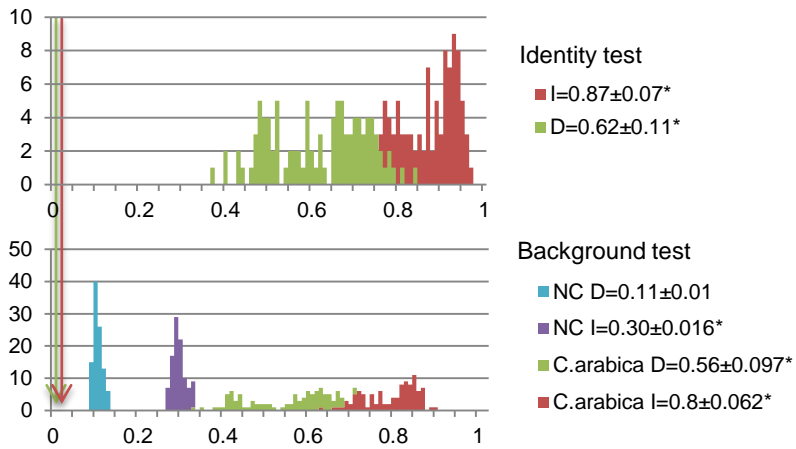 10
8
6
4
2
0
0 0.2 0.4 0.6 0.8 1
Identity test
I=0.87±0.07*
D=0.62±0.11*
50
40
30
20
10
0
0 0.2 0.4 0.6 0.8 1
Background test
NC D=0.11±0.01
NC I=0.30±0.016*
C.arabica D=0.56±0.097*
C.arabica I=0.8±0.062*